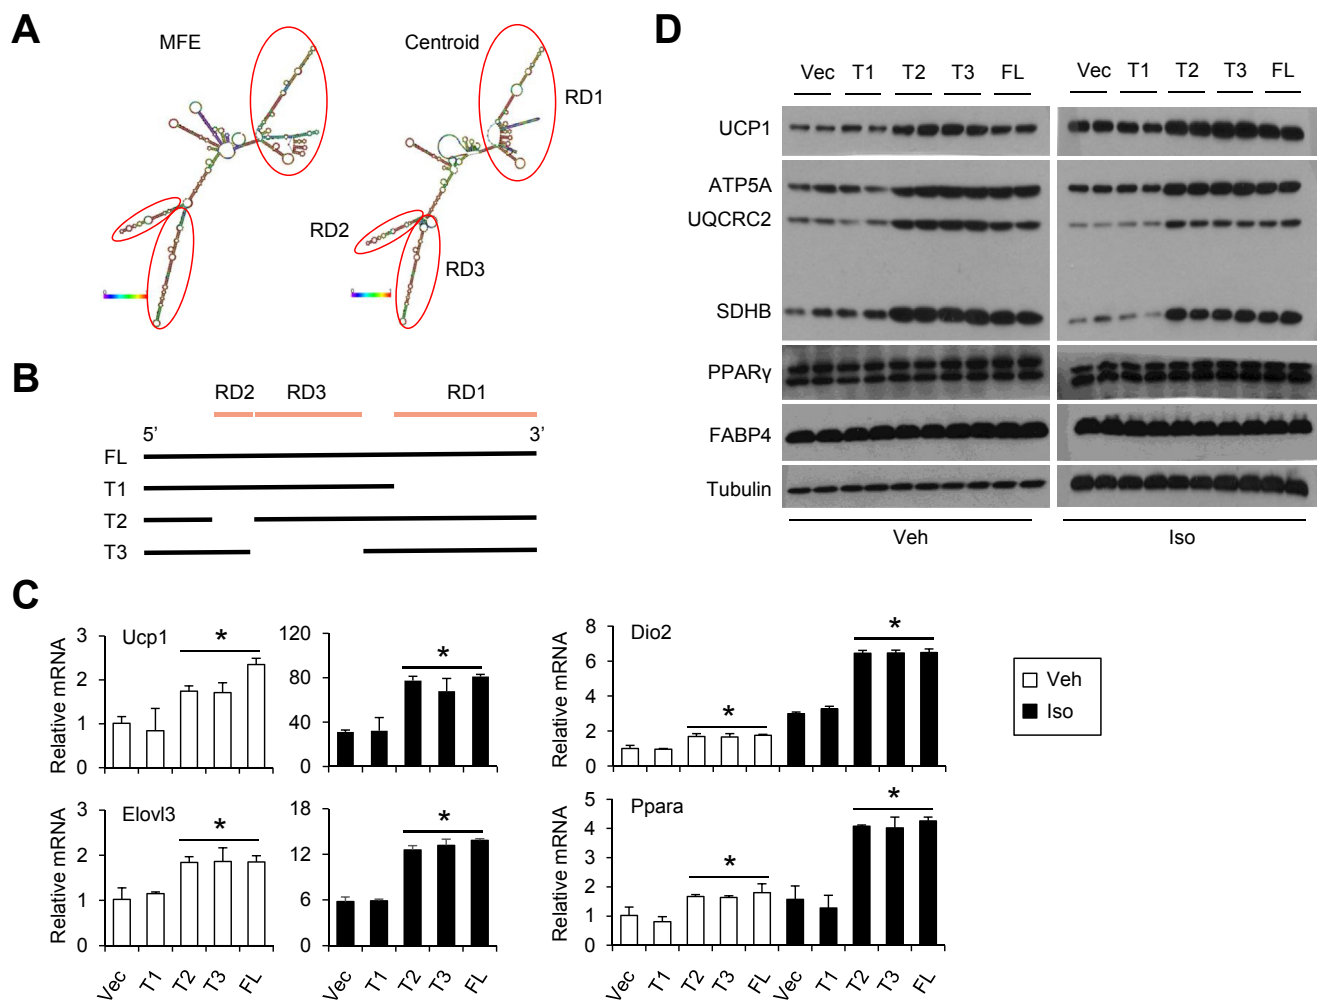 A
MFE
Centroid
RD1
RD2
RD3
B
RD2 RD3 RD1
5’ 3’
FL
T1
T2
T3
C
Relative mRNA
Ucp1
3
2
1
0
*
120
80
40
0
*
Relative mRNA
Dio2
8
6
4
2
0
*
*
Veh
Iso
Relative mRNA
Elovl3
3
2
1
0
*
Vec T1 T2 T3 FL
18
12
6
0
*
Vec T1 T2 T3 FL
Relative mRNA
Ppara
5
4
3
2
1
0
*
*
Vec T1 T2 T3 FL Vec T1 T2 T3 FL
D
Vec T1 T2 T3 FL Vec T1 T2 T3 FL
UCP1
ATP5A
UQCRC2
SDHB
PPARγ
FABP4
Tubulin
Veh Iso